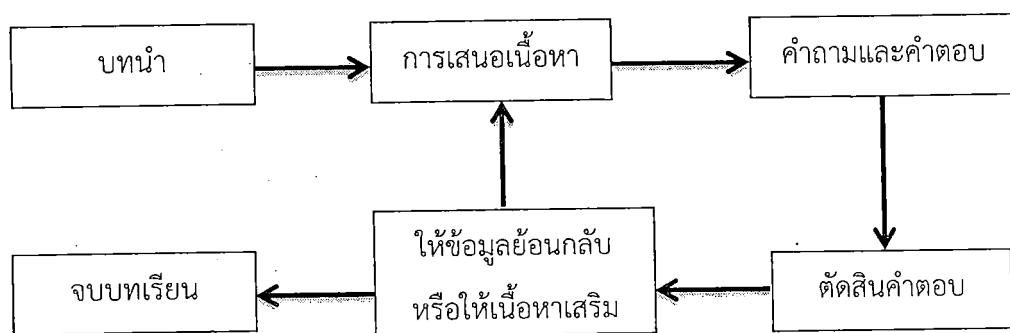 บทนำ
การเสนอเนื้อหา
คำถามและคำตอบ
ให้ข้อมูลย้อนกลับ
หรือให้เนื้อหาเสริม
จบบทเรียน
ตัดสินคำตอบ